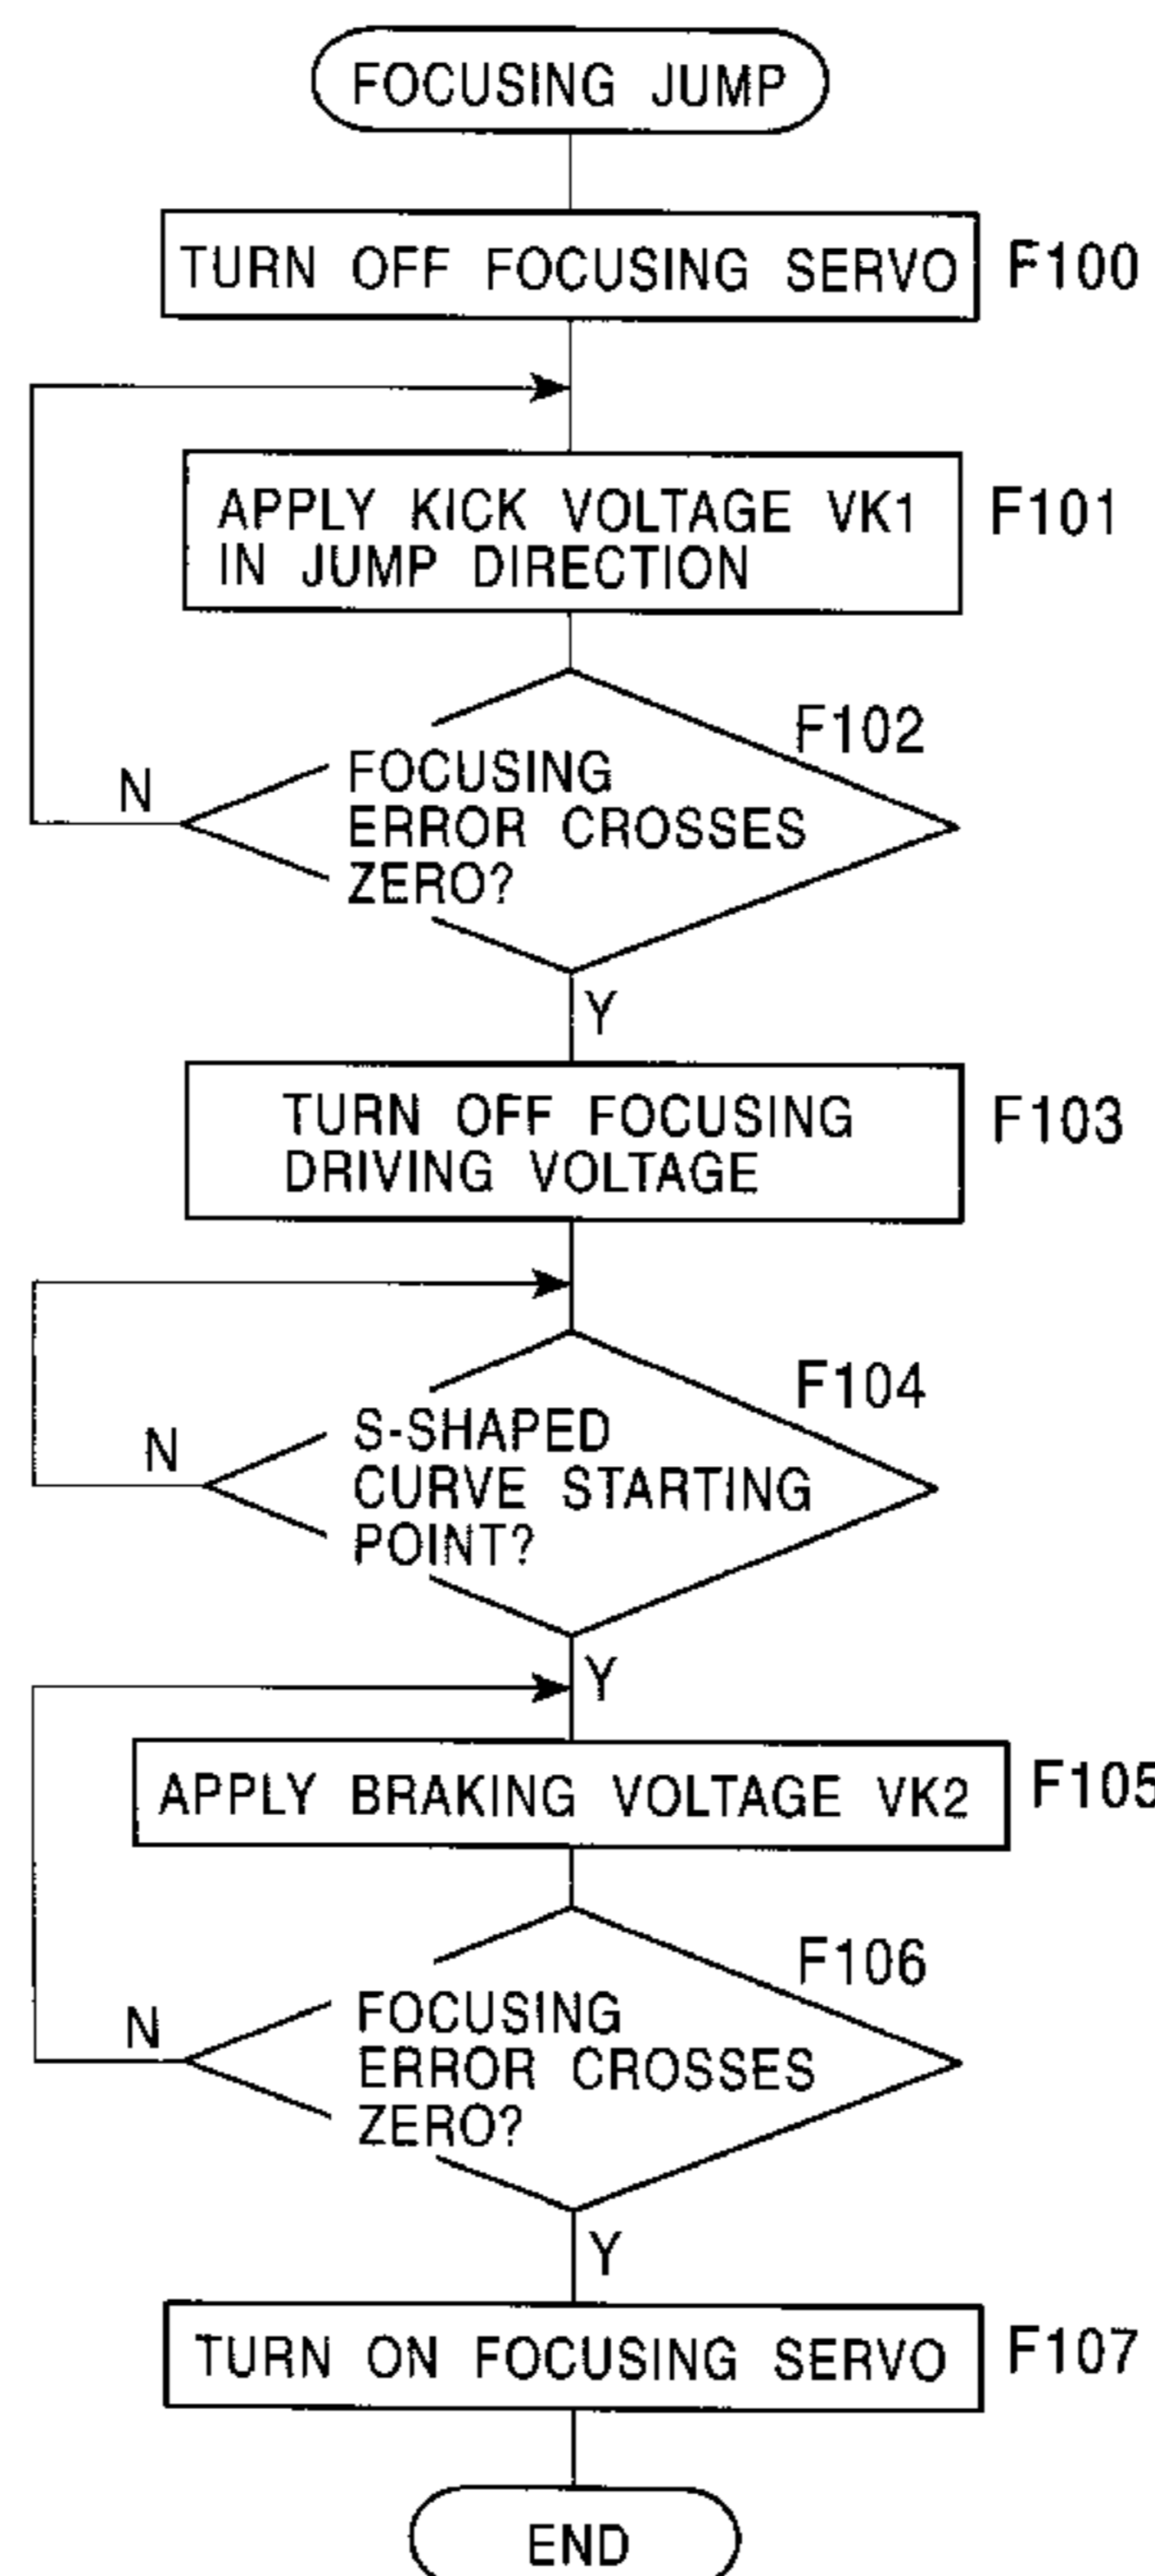 FOCUSING JUMP
TURN OFF FOCUSING SERVO
F100
APPLY KICK VOLTAGE VK1
IN JUMP DIRECTION
F101
F102
FOCUSING
ERROR CROSSES
ZERO?
N
Y
TURN OFF FOCUSING
DRIVING VOLTAGE
F103
F104
S-SHAPED
CURVE STARTING
POINT?
N
Y
APPLY BRAKING VOLTAGE VK2
F105
F106
FOCUSING
ERROR CROSSES
ZERO?
N
Y
TURN ON FOCUSING SERVO
F107
END